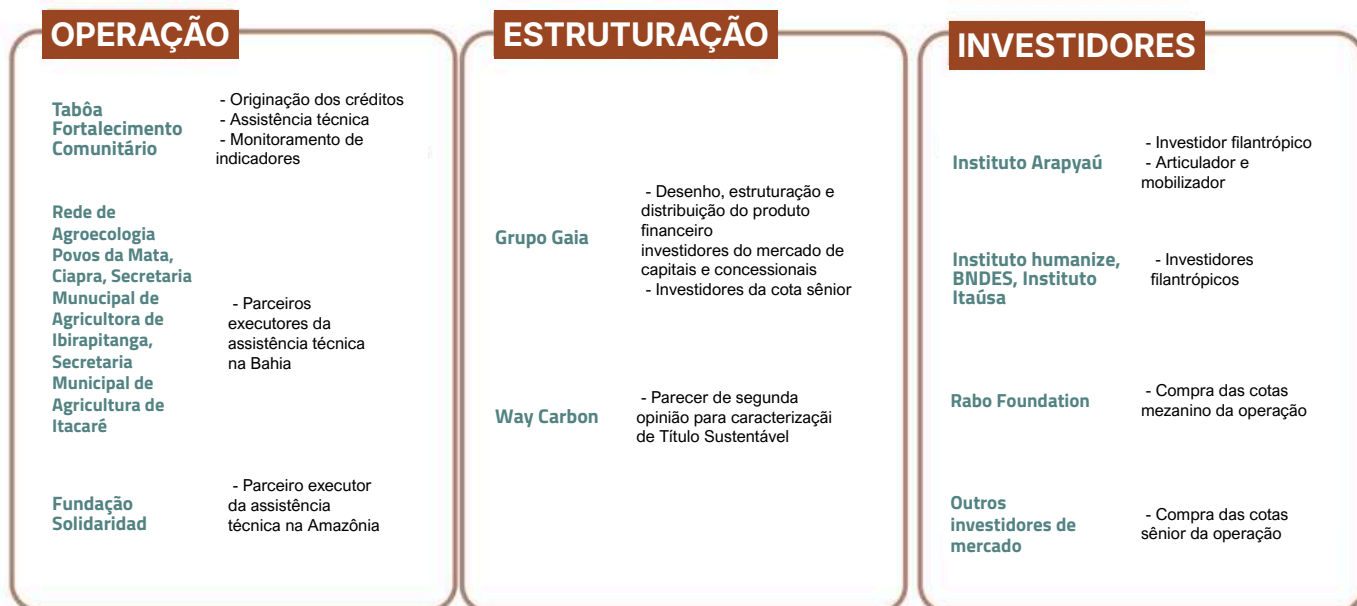 OPERAÇÃO
Tabôa
Fortalecimento
Comunitário
- Originação dos créditos
- Assistência técnica
- Monitoramento de
indicadores
Rede de
Agroecologia
Povos da Mata,
Ciapra, Secretaria
Munucipal de
Agricultora de
Ibirapitanga,
Secretaria
Municipal de
Agricultura de
Itacaré
- Parceiros
executores da
assistência técnica
na Bahia
Fundação
Solidaridad
- Parceiro executor
da assistência
técnica na Amazônia
ESTRUTURAÇÃO
Grupo Gaia
- Desenho, estruturação e
distribuição do produto
financeiro
investidores do mercado de
capitais e concessionais
- Investidores da cota sênior
Way Carbon
- Parecer de segunda
opinião para caracterizaçãi
de Título Sustentável
INVESTIDORES
Instituto Arapyaú
- Investidor filantrópico
- Articulador e
mobilizador
Instituto humanize,
BNDES, Instituto
Itaúsa
- Investidores
filantrópicos
Rabo Foundation
- Compra das cotas
mezanino da operação
Outros
investidores de
mercado
- Compra das cotas
sênior da operação